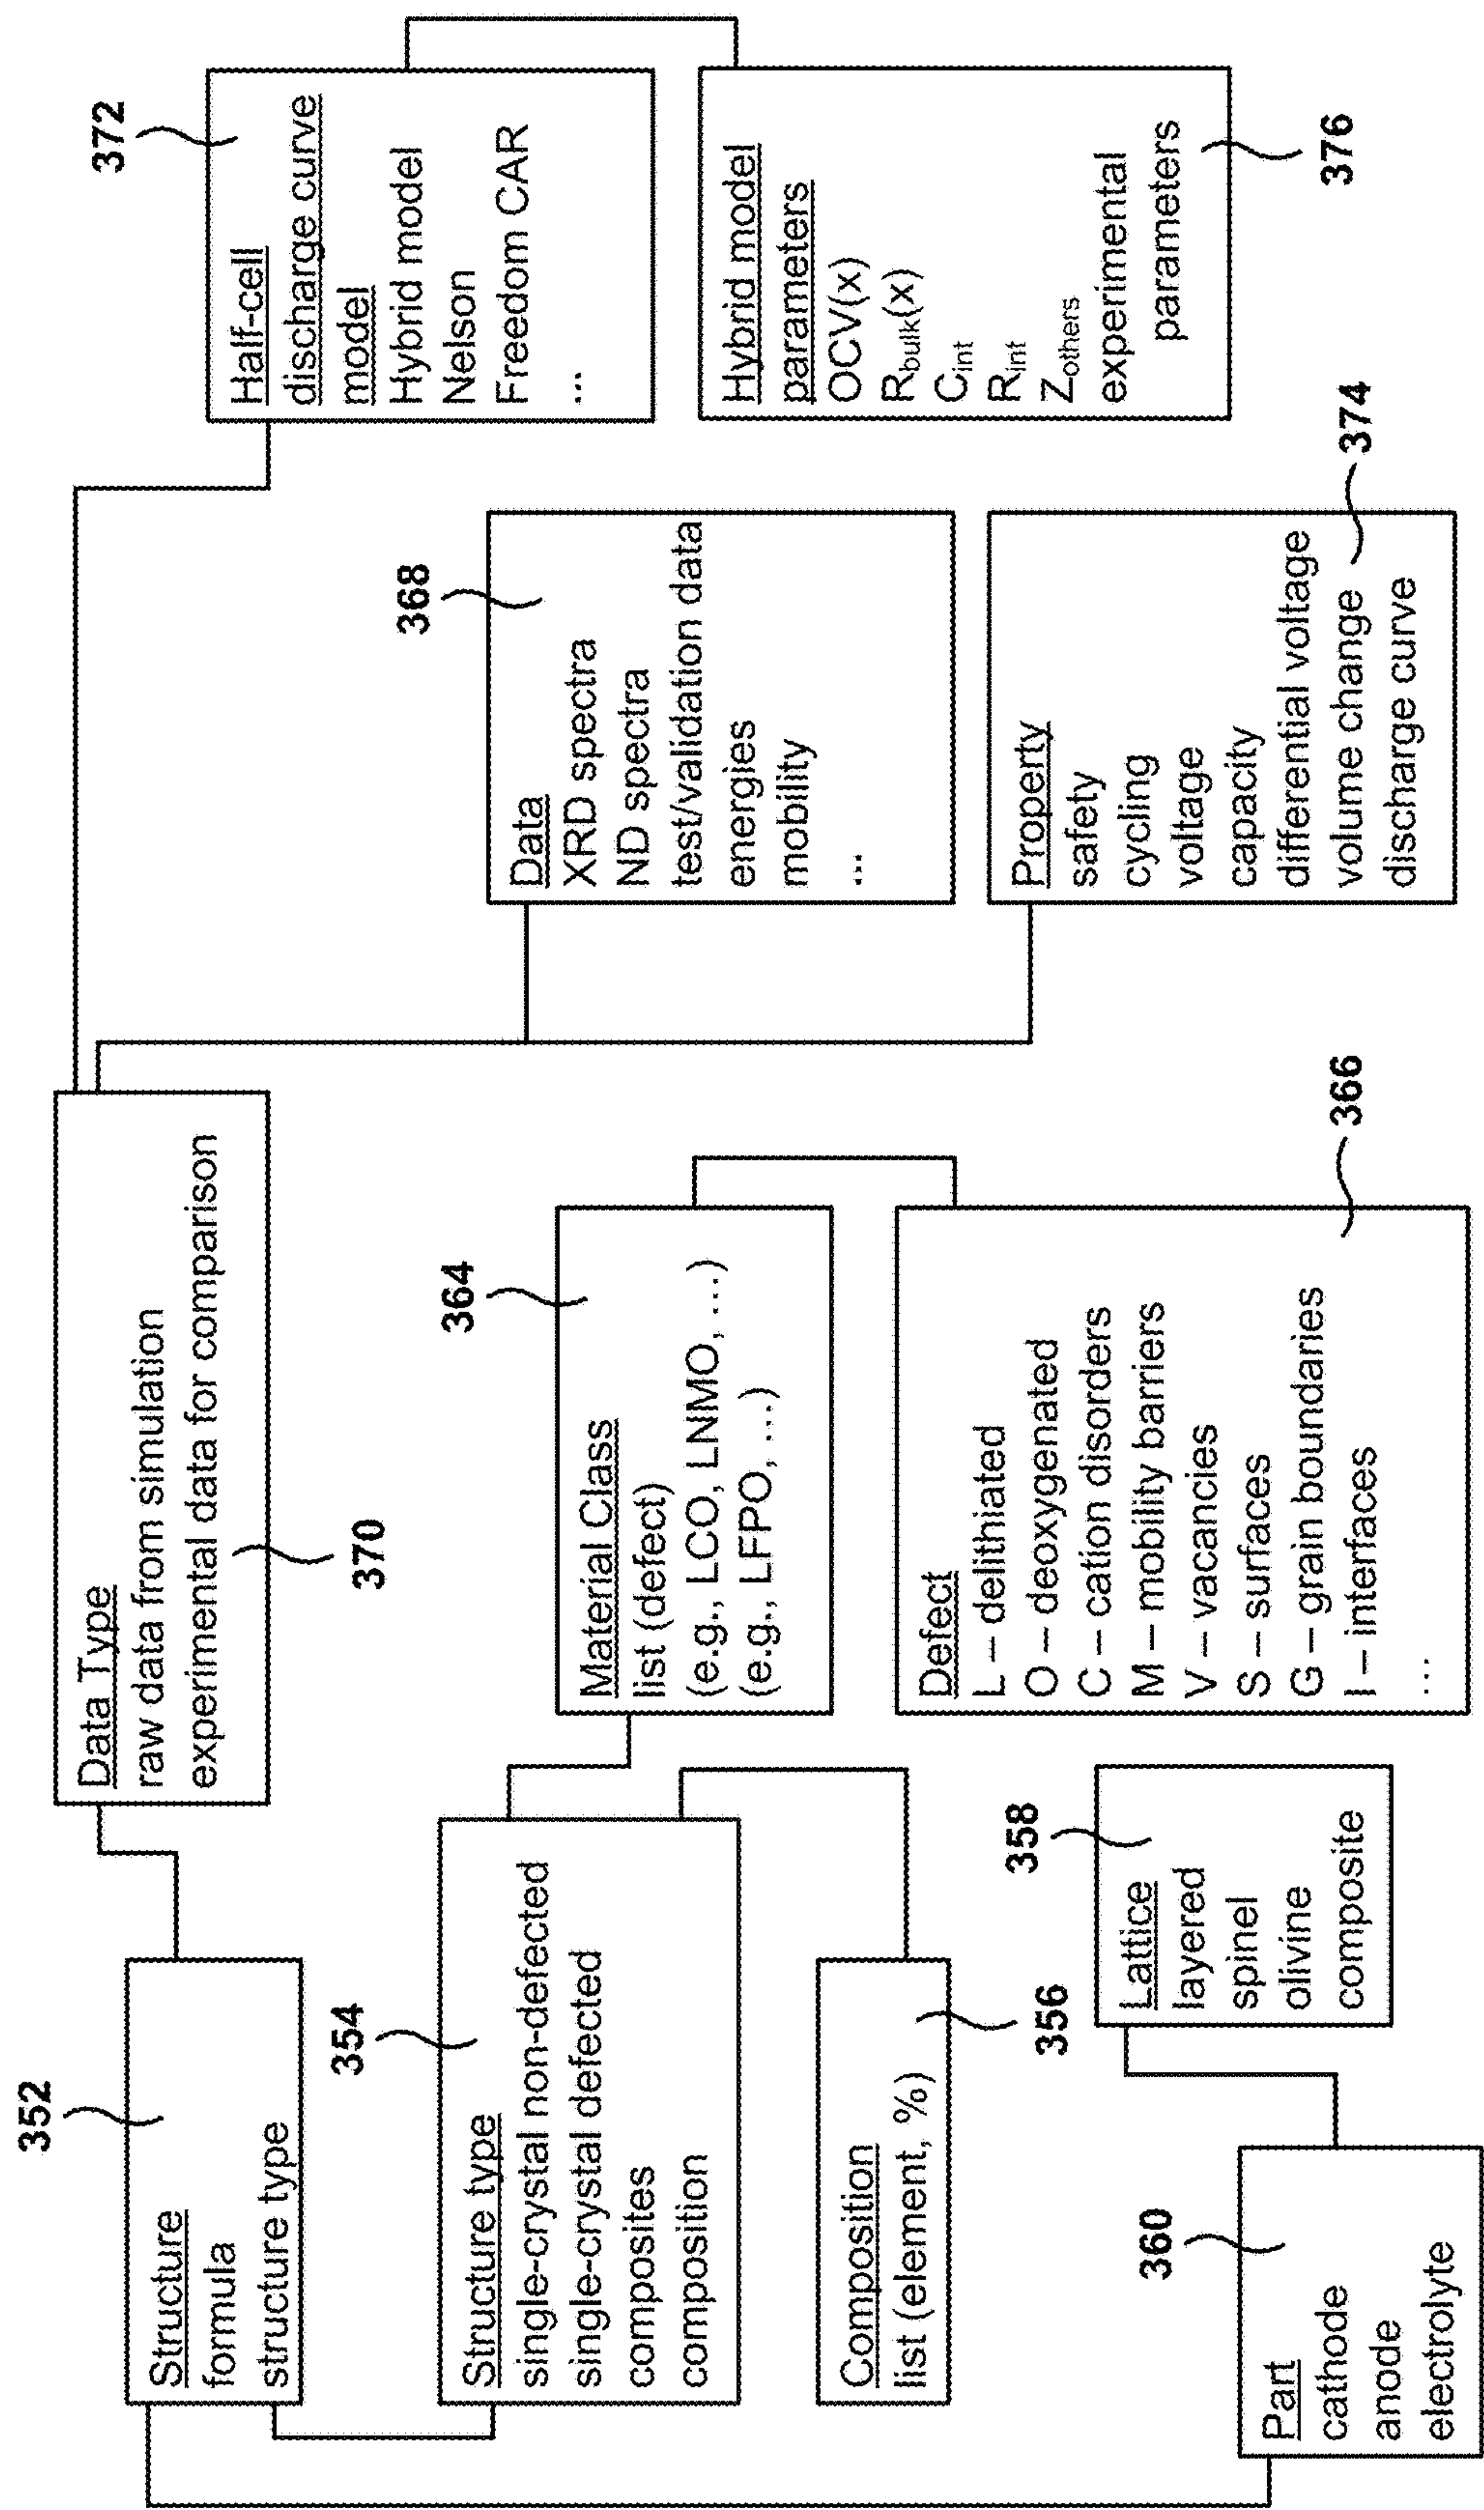 352
Structure
formula
structure type
354
Structure type
single-crystal non-defected
single-crystal defected
composites
composition
Composition
list (element, %)
356
360
Part
cathode
anode
electrolyte
358
Lattice
layered
spinel
olivine
composite
Data Type
raw data from simulation
experimental data for comparison
370
364
Material Class
list (defect)
(e.g., LCO, LNMO, ...)
(e.g., LFPO, ...)
Defect
L – delithiated
O – deoxygenated
C – cation disorders
M – mobility barriers
V – vacancies
S – surfaces
G – grain boundaries
I – interfaces
...
366
368
Data
XRD spectra
ND spectra
test/validation data
energies
mobility
...
Property
safety
cycling
voltage
capacity
differential voltage
volume change
discharge curve
374
372
Half-cell
discharge curve
model
Hybrid model
Nelson
Freedom CAR
...
Hybrid model
parameters
OCV(x)
Rbulk(x)
Cint
Rinf
Zothers
experimental
parameters
376